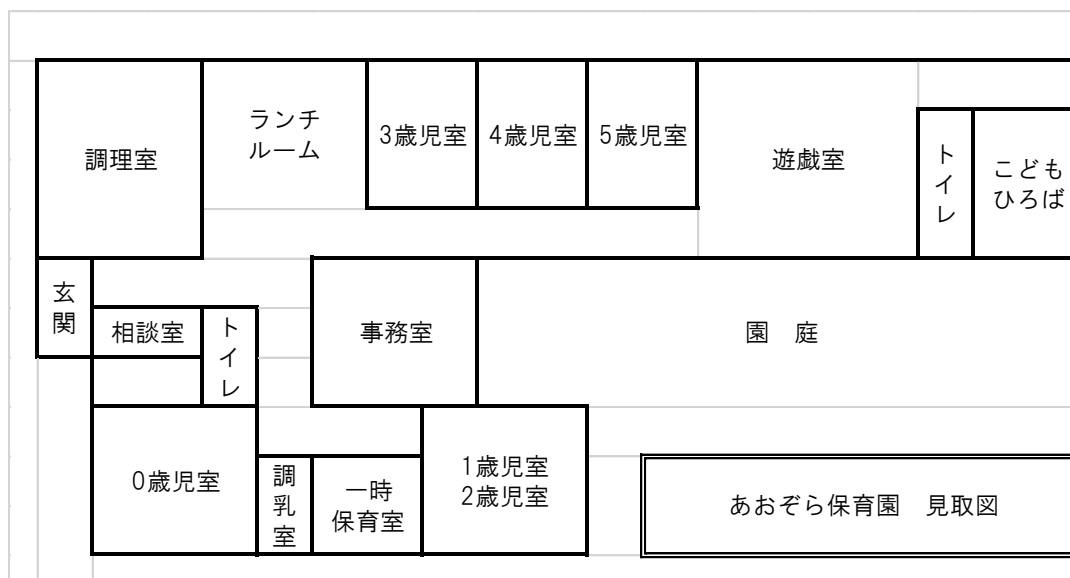 調理室
ランチ
ルーム
3歳児室
4歳児室
5歳児室
遊戯室
トイレ
こども
ひろば
玄関
相談室
トイレ
事務室
園　庭
0歳児室
調乳室
一時
保育室
1歳児室
2歳児室
あおぞら保育園　見取図